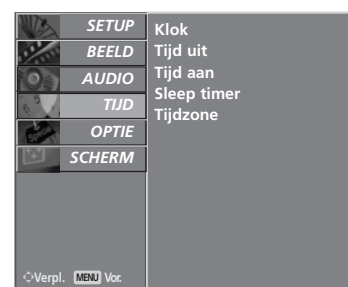 SETUP
BEELD
AUDIO
TIJD
OPTIE
SCHERM
Klok
Tijd uit
Tijd aan
Sleep timer
Tijdzone
Verpl. MENU Vor.